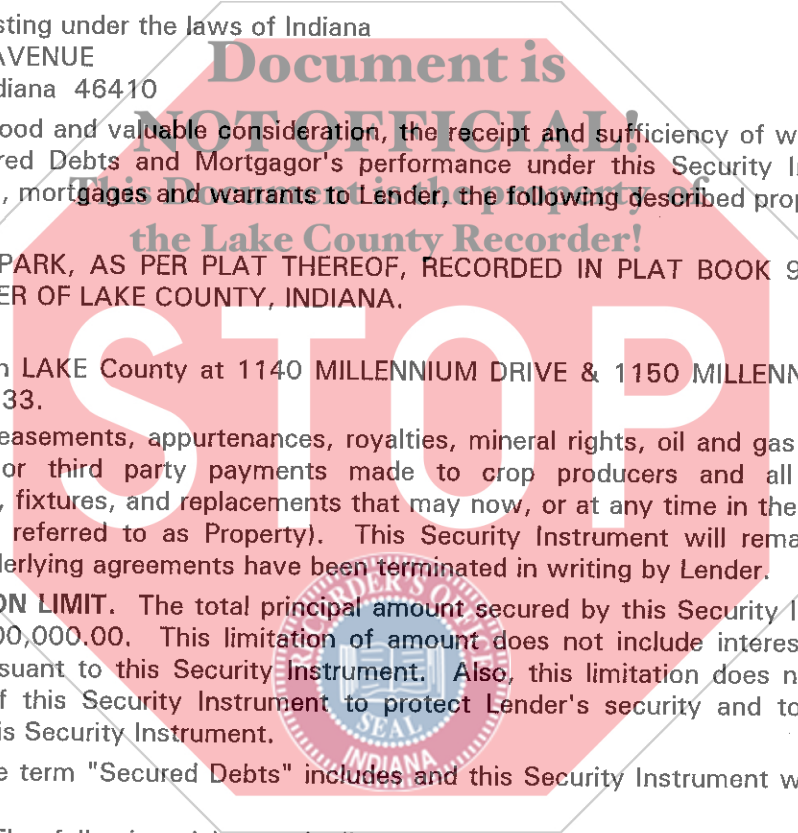 sting under the laws of Indiana
AVENUE
diana 46410
Document is
NOT OFFICIAL!
This Document is the property of
the Lake County Recorder!
ood and valuable consideration, the receipt and sufficiency of w
red Debts and Mortgagor's performance under this Security I
, mortgages and warrants to Lender, the following described prop
PARK, AS PER PLAT THEREOF, RECORDED IN PLAT BOOK 9
ER OF LAKE COUNTY, INDIANA.
STOP
n LAKE County at 1140 MILLENNIUM DRIVE & 1150 MILLENN
33.
easements, appurtenances, royalties, mineral rights, oil and gas
or third party payments made to crop producers and all
, fixtures, and replacements that may now, or at any time in the
referred to as Property). This Security Instrument will rema
derlying agreements have been terminated in writing by Lender.
ON LIMIT. The total principal amount secured by this Security I
00,000.00. This limitation of amount does not include interes
suant to this Security Instrument. Also, this limitation does n
f this Security Instrument to protect Lender's security and to
is Security Instrument.
RECORDER'S OFFICE
SEAL
INDIANA
e term "Secured Debts" includes and this Security Instrument w